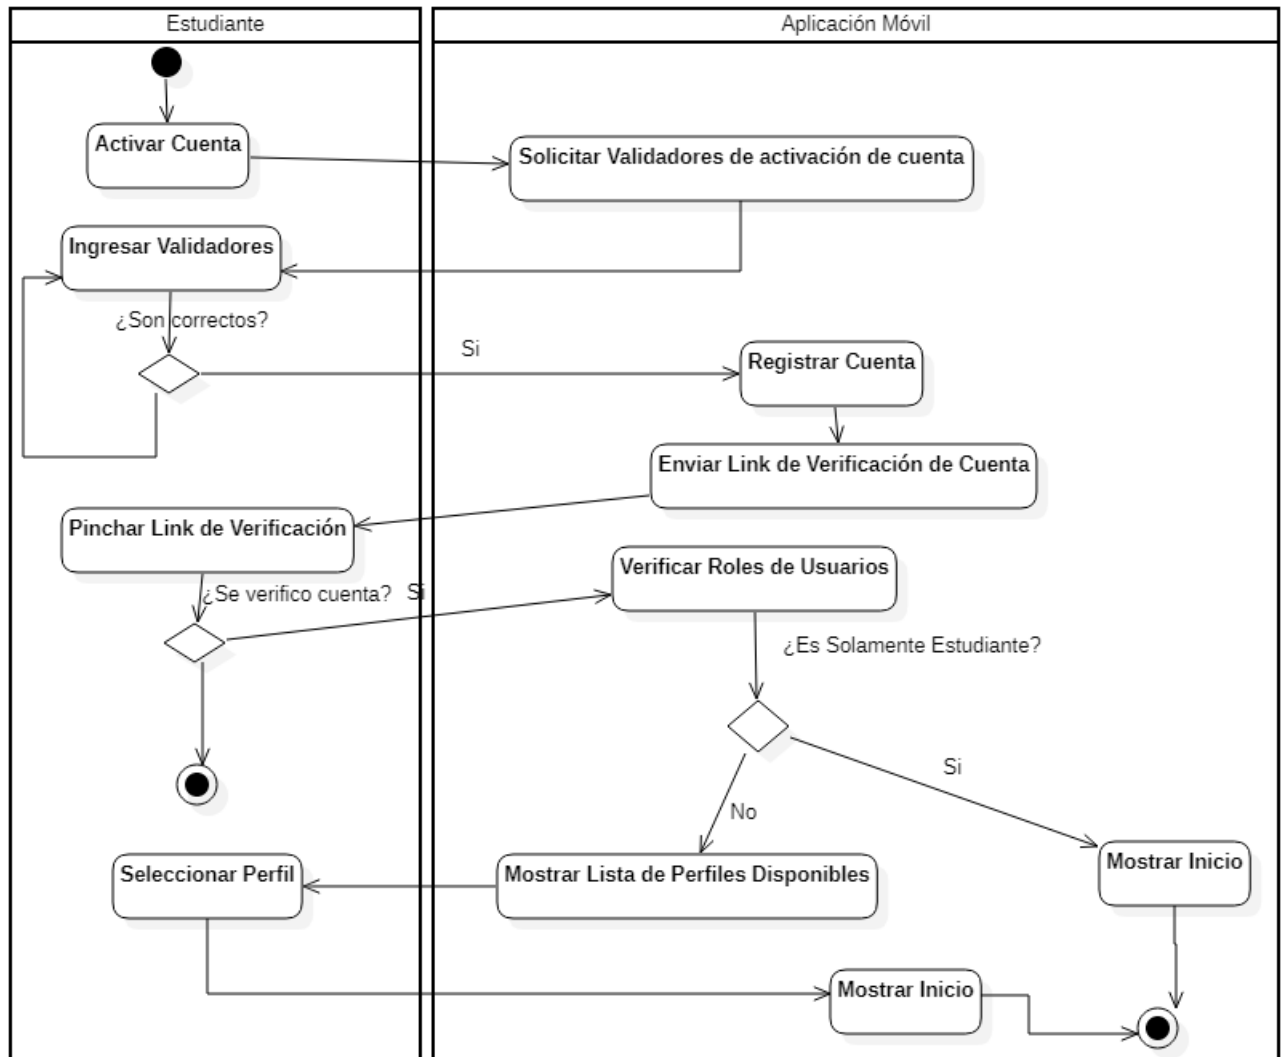 Estudiante
Aplicación Móvil
Activar Cuenta
Solicitar Validadores de activación de cuenta
Ingresar Validadores
¿Son correctos?
Si
Registrar Cuenta
Enviar Link de Verificación de Cuenta
Pinchar Link de Verificación
Verificar Roles de Usuarios
¿Se verifico cuenta?
Si
¿Es Solamente Estudiante?
Si
No
Mostrar Inicio
Seleccionar Perfil
Mostrar Lista de Perfiles Disponibles
Mostrar Inicio